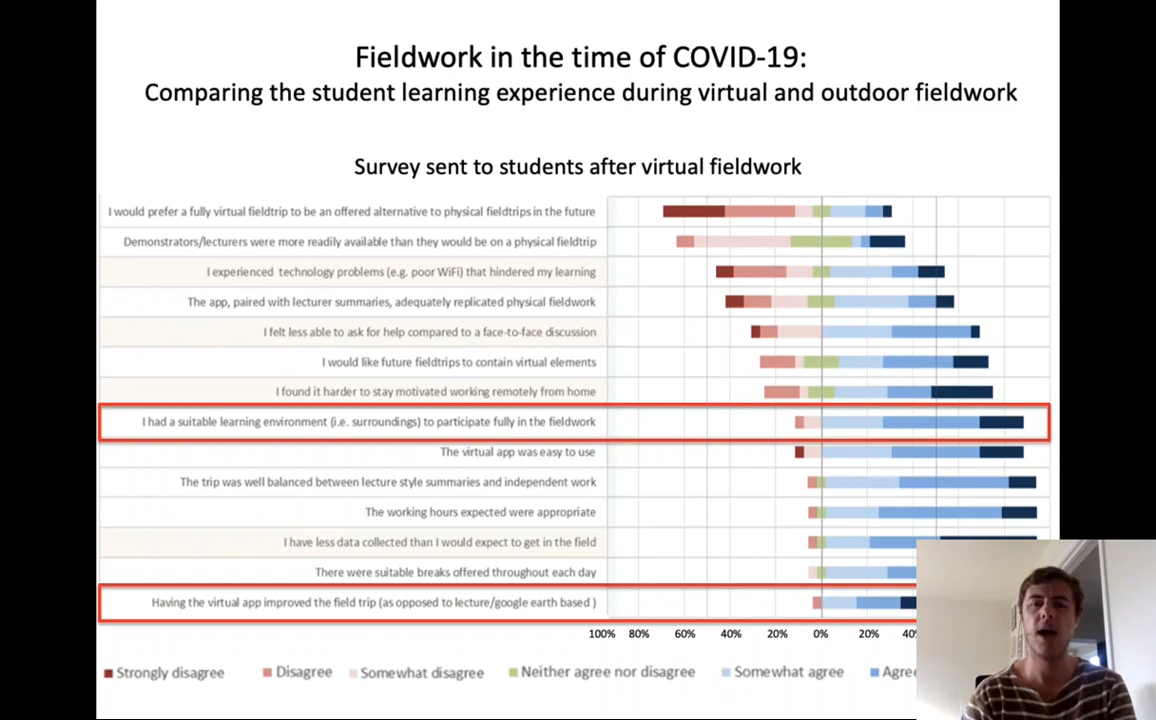 Fieldwork in the time of COVID-19:
Comparing the student learning experience during virtual and outdoor fieldwork
Survey sent to students after virtual fieldwork
I would prefer a fully virtual fieldtrip to be an offered alternative to physical fieldtrips in the future
Demonstrators/lecturers were more readily available than they would be on a physical fieldtrip
I experienced technology problems (e.g. poor WiFi) that hindered my learning
The app, paired with lecturer summaries, adequately replicated physical fieldwork
I felt less able to ask for help compared to a face-to-face discussion
I would like future fieldtrips to contain virtual elements
I found it harder to stay motivated working remotely from home
I had a suitable learning environment (i.e. surroundings) to participate fully in the fieldwork
The virtual app was easy to use
The trip was well balanced between lecture style summaries and independent work
The working hours expected were appropriate
I have less data collected than I would expect to get in the field
There were suitable breaks offered throughout each day
Having the virtual app improved the field trip (as opposed to lecture/google earth based )
100% 80% 60% 40% 20% 0% 20% 40
Strongly disagree Disagree Somewhat disagree Neither agree nor disagree Somewhat agree Agre